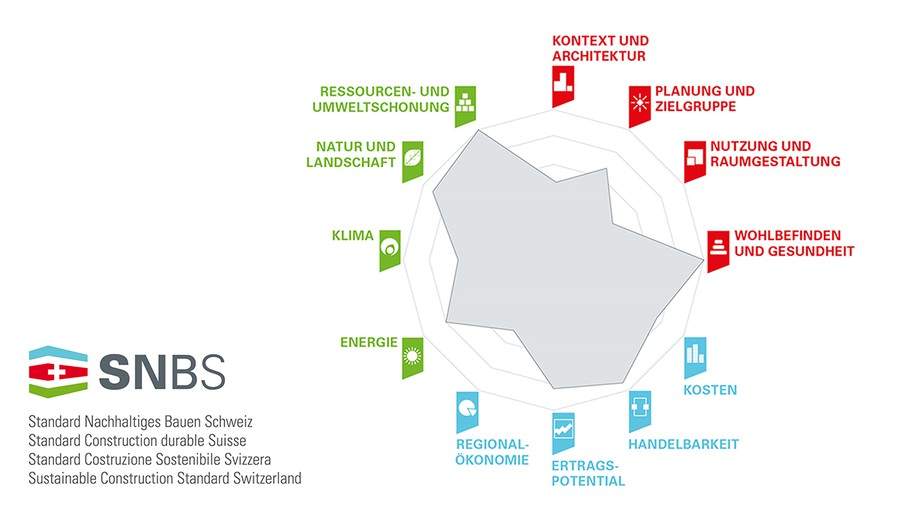 KONTEXT UND
ARCHITEKTUR
PLANUNG UND
ZIELGRUPPE
NUTZUNG UND
RAUMGESTALTUNG
WOHLBEFINDEN
UND GESUNDHEIT
KOSTEN
HANDELBARKEIT
ERTRAGS-
POTENTIAL
REGIONAL-
ÖKONOMIE
ENERGIE
KLIMA
NATUR UND
LANDSCHAFT
RESSOURCEN- UND
UMWELTSCHONUNG
SNBS
Standard Nachhaltiges Bauen Schweiz
Standard Construction durable Suisse
Standard Costruzione Sostenibile Svizzera
Sustainable Construction Standard Switzerland